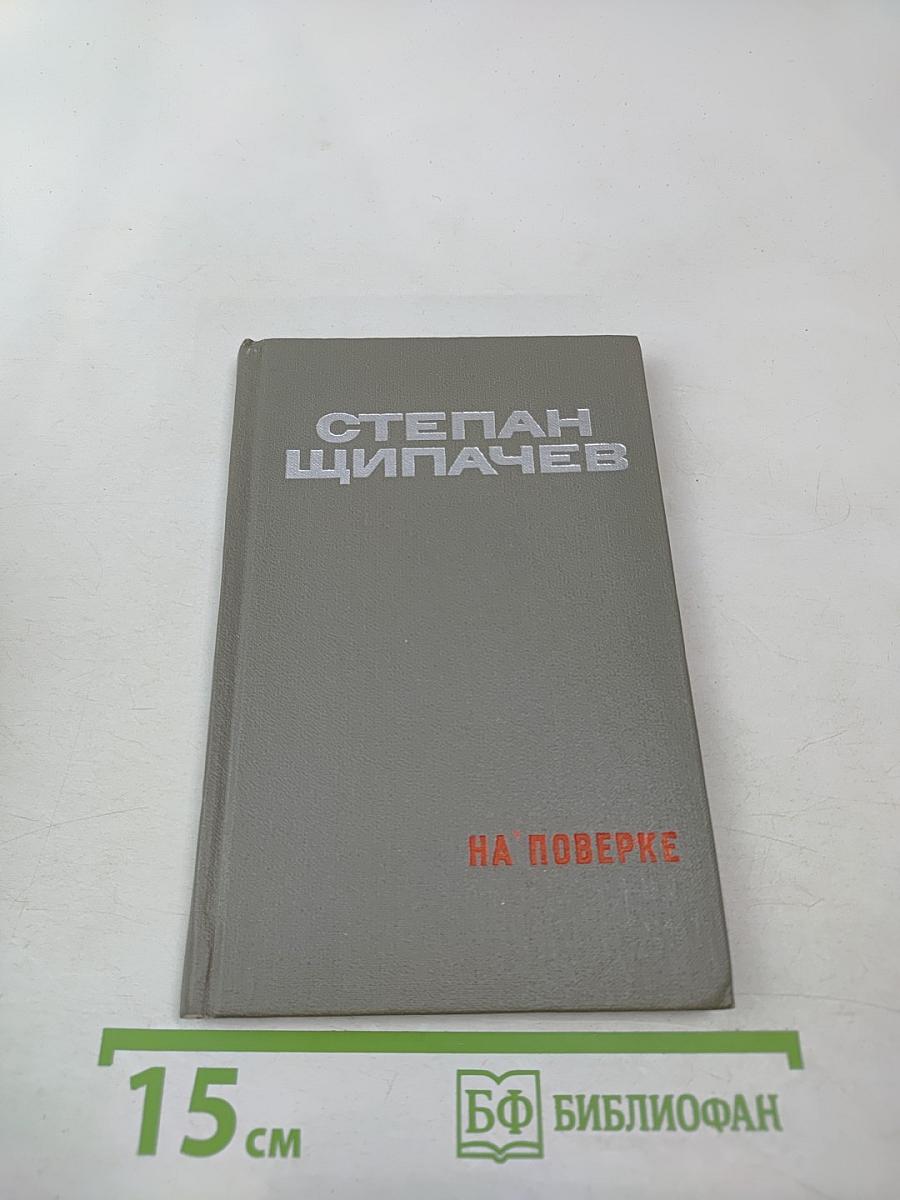 СТЕПАН
ЩИПАЧЕВ
НА ПОВЕРКЕ
15 см
БФ БИБЛИОФАН